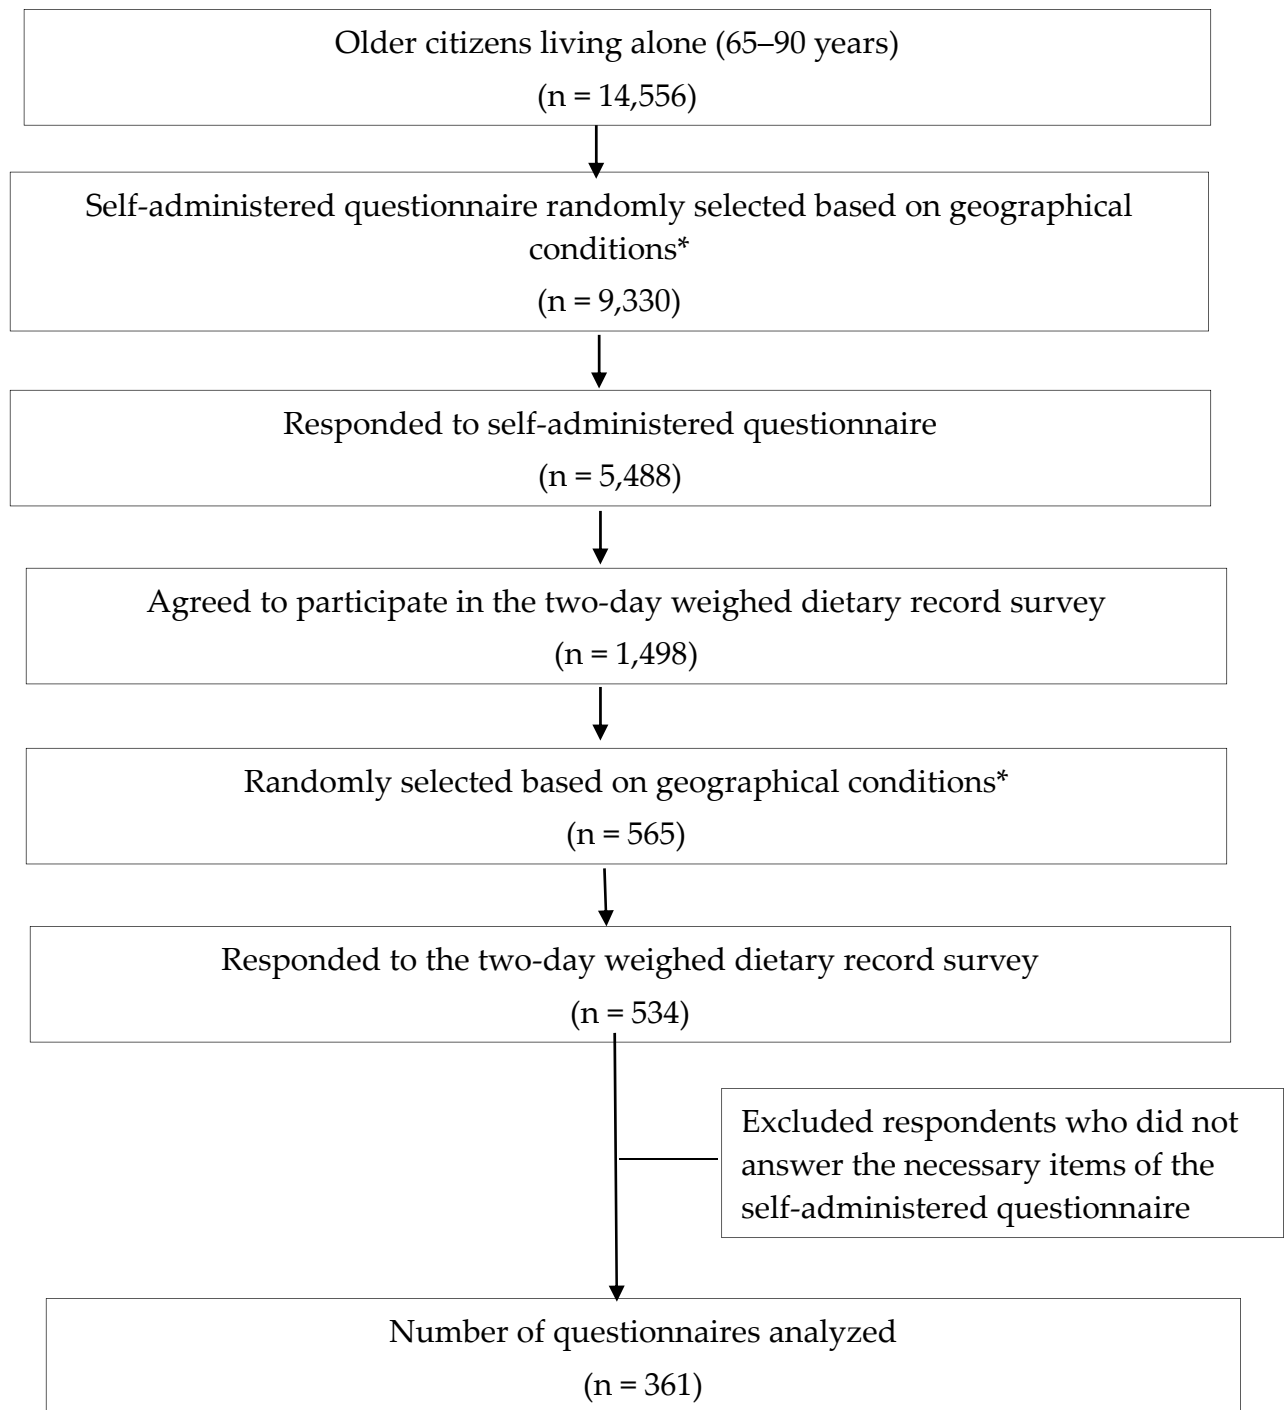 Older citizens living alone (65–90 years)
(n = 14,556)
Self-administered questionnaire randomly selected based on geographical
conditions*
(n = 9,330)
Responded to self-administered questionnaire
(n = 5,488)
Agreed to participate in the two-day weighed dietary record survey
(n = 1,498)
Randomly selected based on geographical conditions*
(n = 565)
Responded to the two-day weighed dietary record survey
(n = 534)
Excluded respondents who did not
answer the necessary items of the
self-administered questionnaire
Number of questionnaires analyzed
(n = 361)